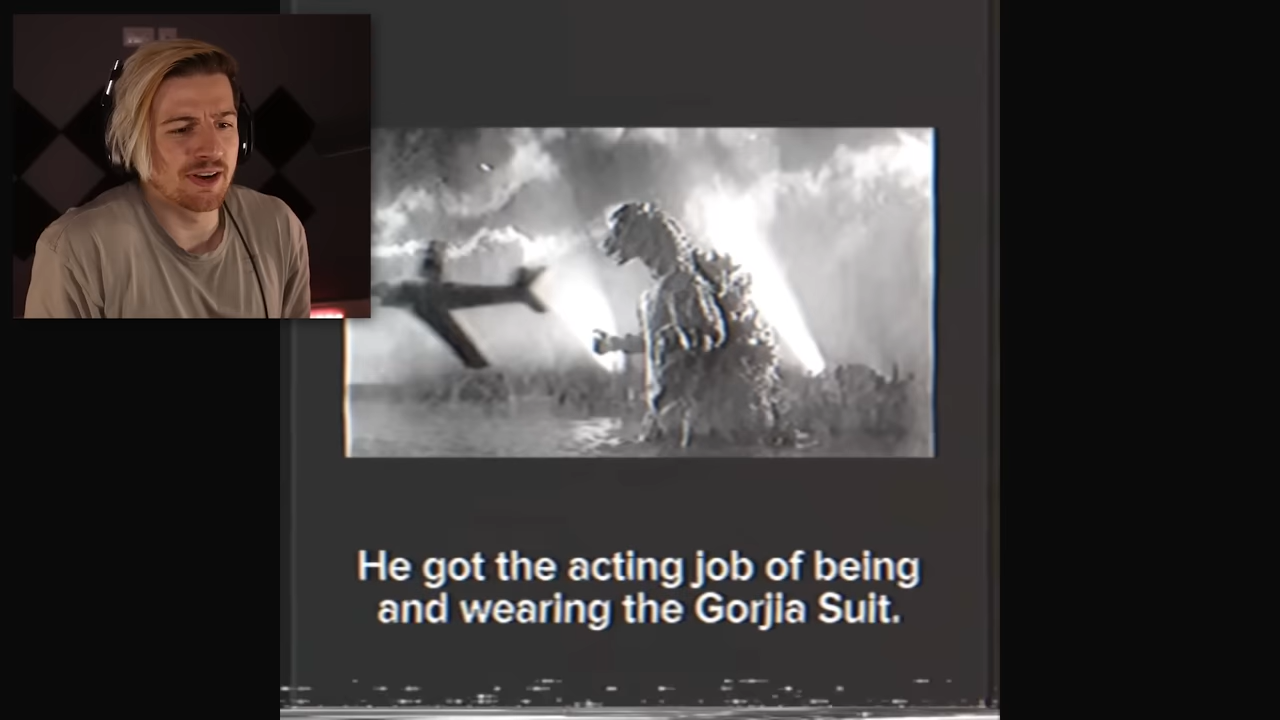 He got the acting job of being
and wearing the Gorjia Suit.